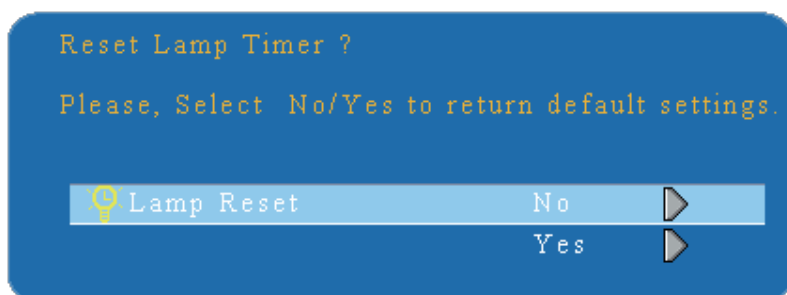 Reset Lamp Timer ?
Please, Select No/Yes to return default settings.
Lamp Reset No
Yes